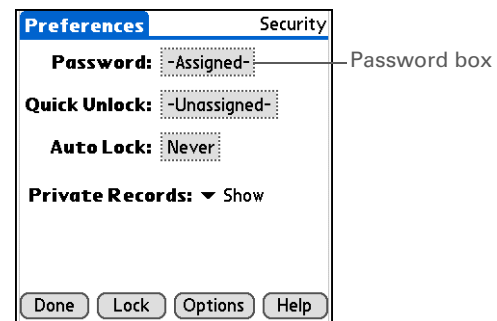 Preferences Security
Password: -Assigned- Password box
Quick Unlock: -Unassigned-
Auto Lock: Never
Private Records: Show
Done Lock Options Help